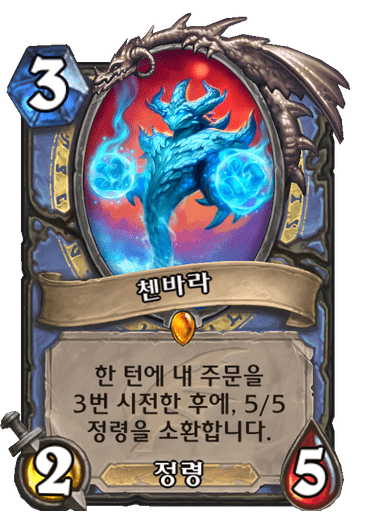 3
첸바라
한 턴에 내 주문을
3번 시전한 후에, 5/5
정령을 소환합니다.
2
정령
5